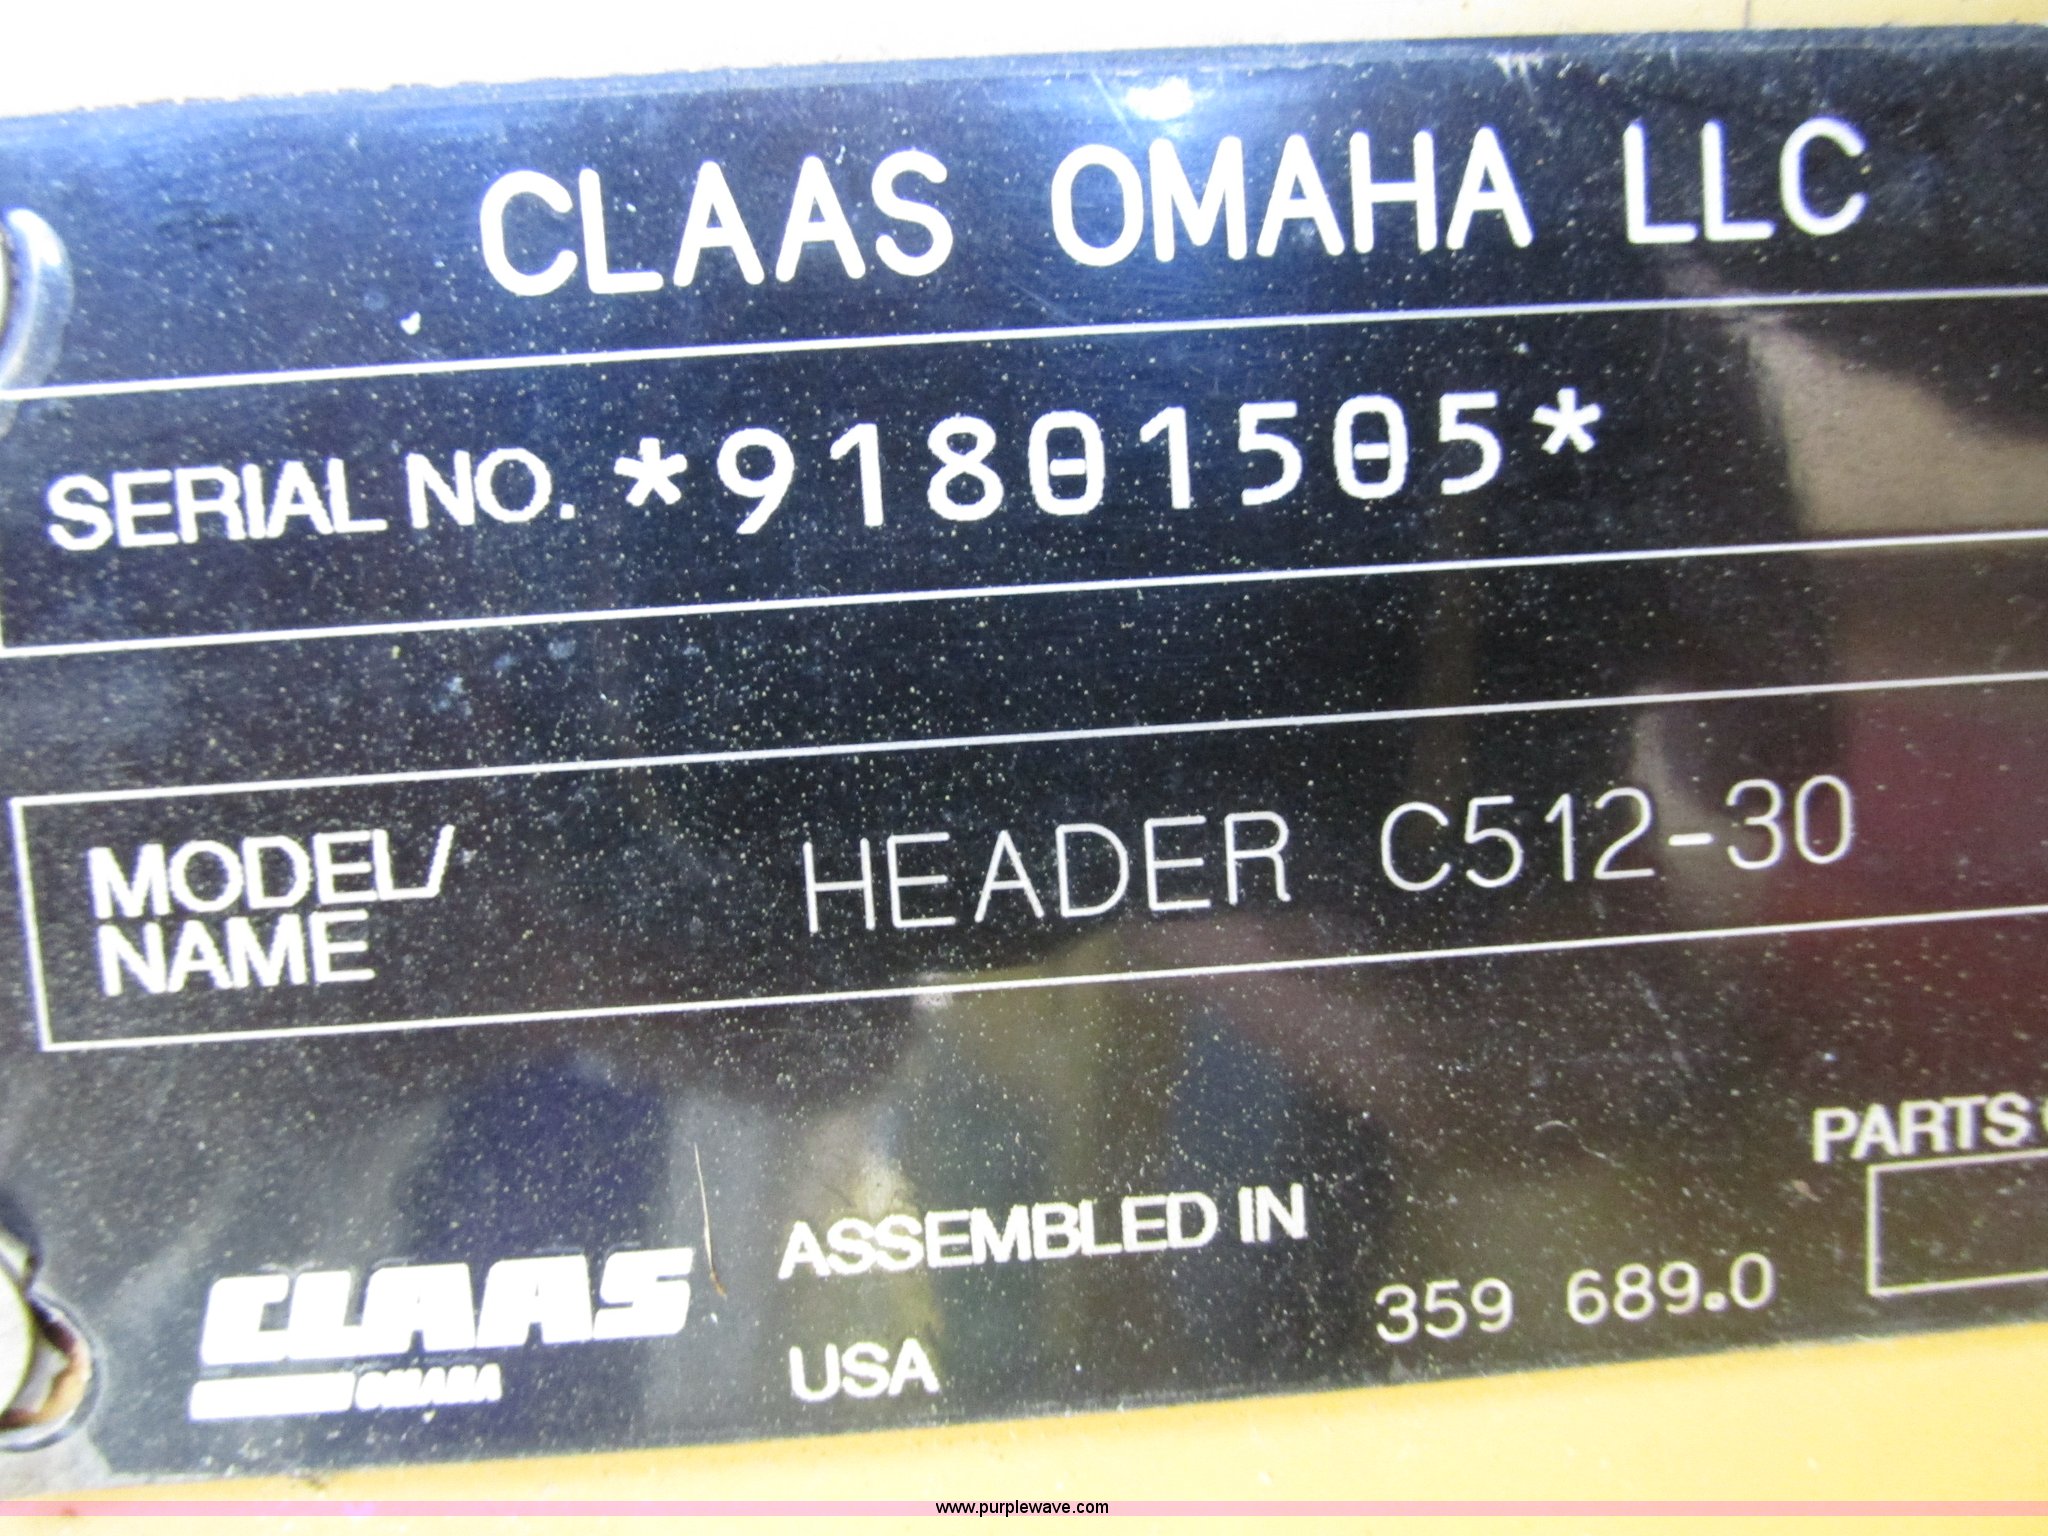 CLAAS OMAHA LLC
SERIAL NO. *91801505*
MODEL/
NAME
HEADER C512-30
PARTS
ASSEMBLED IN
359 689.0
CLAAS
OMAHA
USA
www.purplewave.com